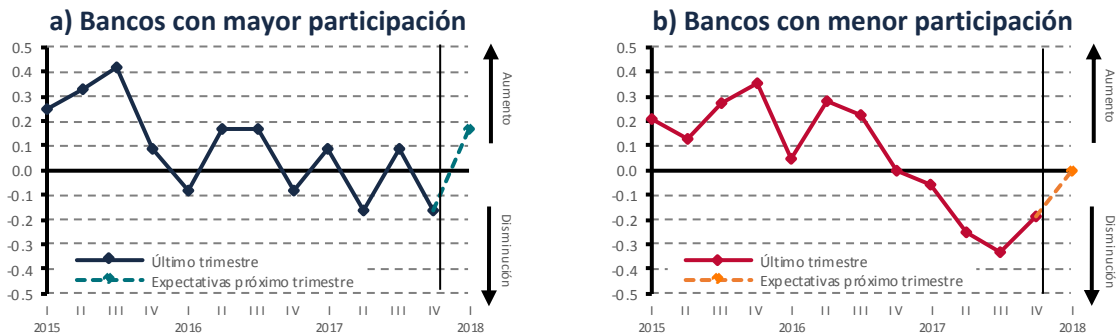 a) Bancos con mayor participación
0.5
0.4
0.3
0.2
0.1
0.0
-0.1
-0.2
-0.3
-0.4
-0.5
Aumento
Disminución
Último trimestre
Expectativas próximo trimestre
I II III IV I II III IV I II III IV I
2015 2016 2017 2018
b) Bancos con menor participación
0.5
0.4
0.3
0.2
0.1
0.0
-0.1
-0.2
-0.3
-0.4
-0.5
Aumento
Disminución
Último trimestre
Expectativas próximo trimestre
I II III IV I II III IV I II III IV I
2015 2016 2017 2018